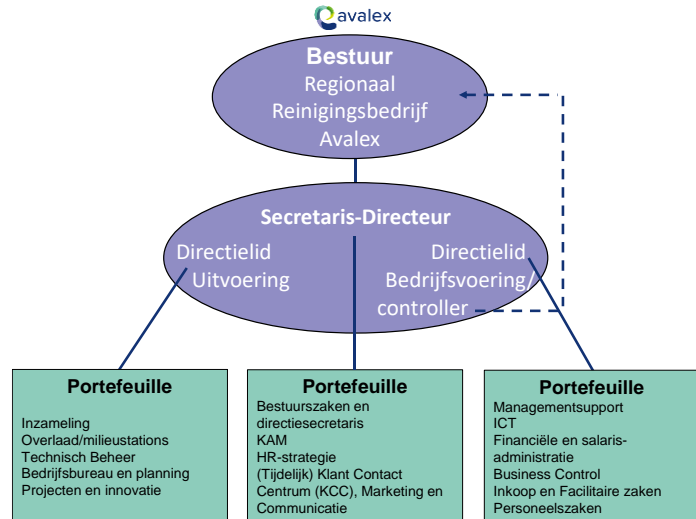 avalex
Bestuur
Regionaal
Reinigingsbedrijf
Avalex
Secretaris-Directeur
Directielid
Uitvoering
Directielid
Bedrijfsvoering/
controller
Portefeuille
Inzameling
Overlaad/milieustations
Technisch Beheer
Bedrijfsbureau en planning
Projecten en innovatie
Portefeuille
Bestuurszaken en
directiesecretaris
KAM
HR-strategie
(Tijdelijk) Klant Contact
Centrum (KCC), Marketing en
Communicatie
Portefeuille
Managementsupport
ICT
Financiële en salaris-
administratie
Business Control
Inkoop en Facilitaire zaken
Personeelszaken